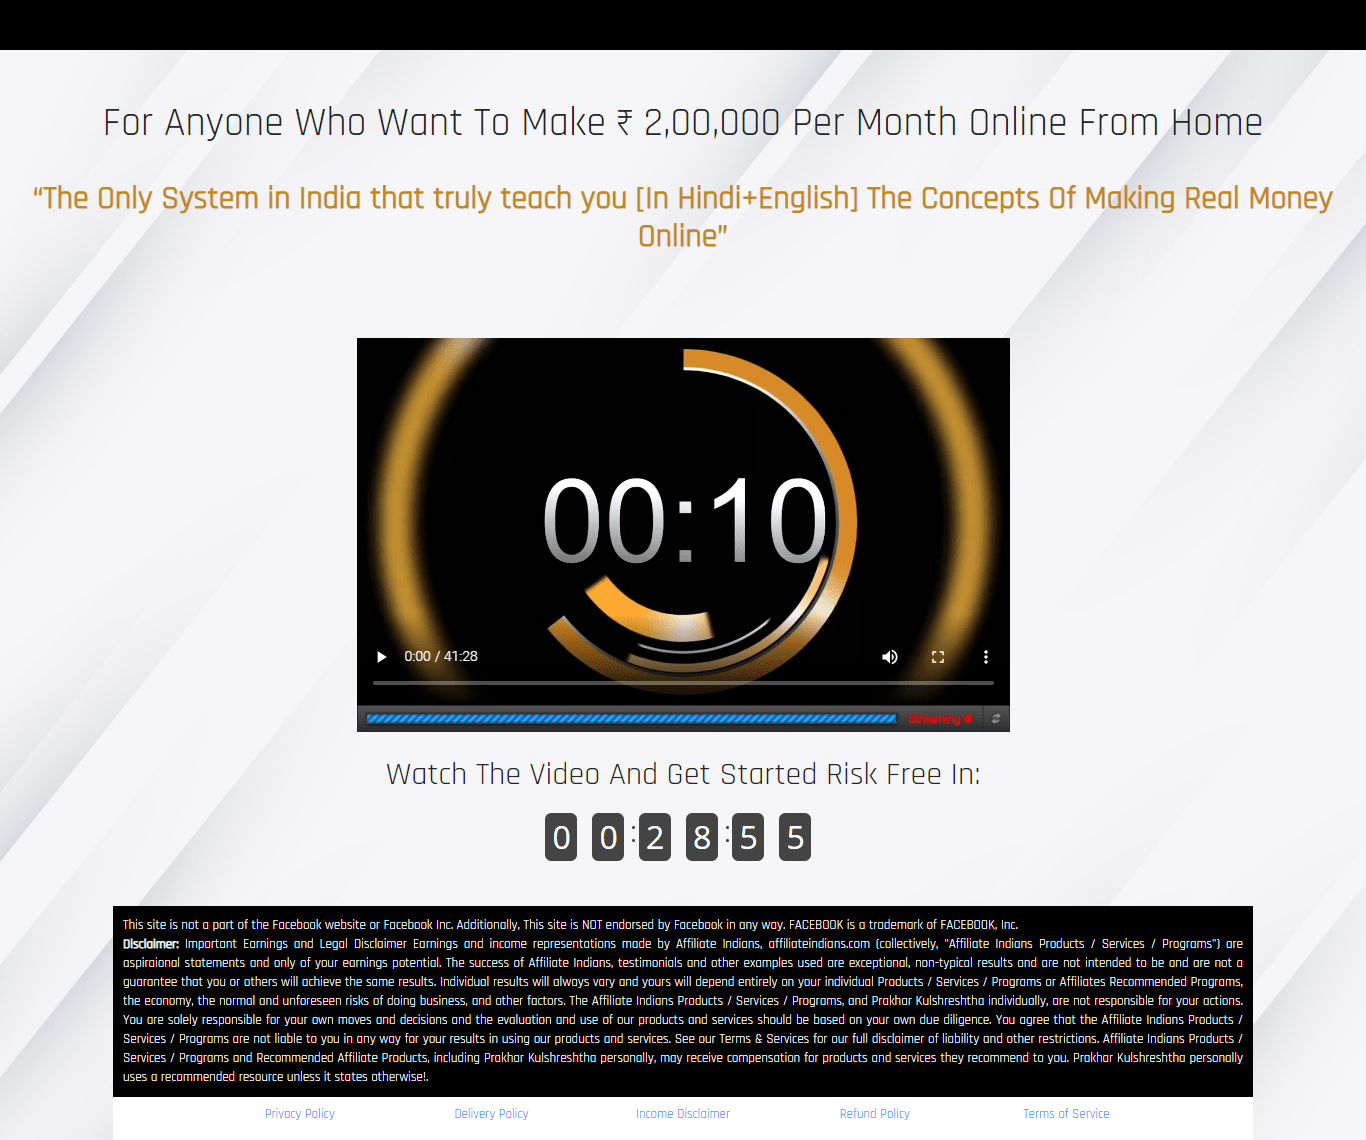 For Anyone Who Want To Make ₹ 2,00,000 Per Month Online From Home
“The Only System in India that truly teach you [In Hindi+English] The Concepts Of Making Real Money
Online”
00:10
0:00 / 41:28
Streaming
Watch The Video And Get Started Risk Free In:
0 0 : 2 8 : 5 5
This site is not a part of the Facebook website or Facebook Inc. Additionally, This site is NOT endorsed by Facebook in any way. FACEBOOK is a trademark of FACEBOOK, Inc.
Disclaimer: Important Earnings and Legal Disclaimer Earnings and income representations made by Affiliate Indians, affiliateindians.com (collectively, "Affiliate Indians Products / Services / Programs") are
aspiraional statements and only of your earnings potential. The success of Affiliate Indians, testimonials and other examples used are exceptional, non-typical results and are not intended to be and are not a
guarantee that you or others will achieve the same results. Individual results will always vary and yours will depend entirely on your individual Products / Services / Programs or Affiliates Recommended Programs,
the economy, the normal and unforeseen risks of doing business, and other factors. The Affiliate Indians Products / Services / Programs, and Prakhar Kulshreshtha individually, are not responsible for your actions.
You are solely responsible for your own moves and decisions and the evaluation and use of our products and services should be based on your own due diligence. You agree that the Affiliate Indians Products /
Services / Programs are not liable to you in any way for your results in using our products and services. See our Terms & Services for our full disclaimer of liability and other restrictions. Affiliate Indians Products /
Services / Programs and Recommended Affiliate Products, including Prakhar Kulshreshtha personally, may receive compensation for products and services they recommend to you. Prakhar Kulshreshtha personally
uses a recommended resource unless it states otherwise!.
Privacy Policy Delivery Policy Income Disclaimer Refund Policy Terms of Service